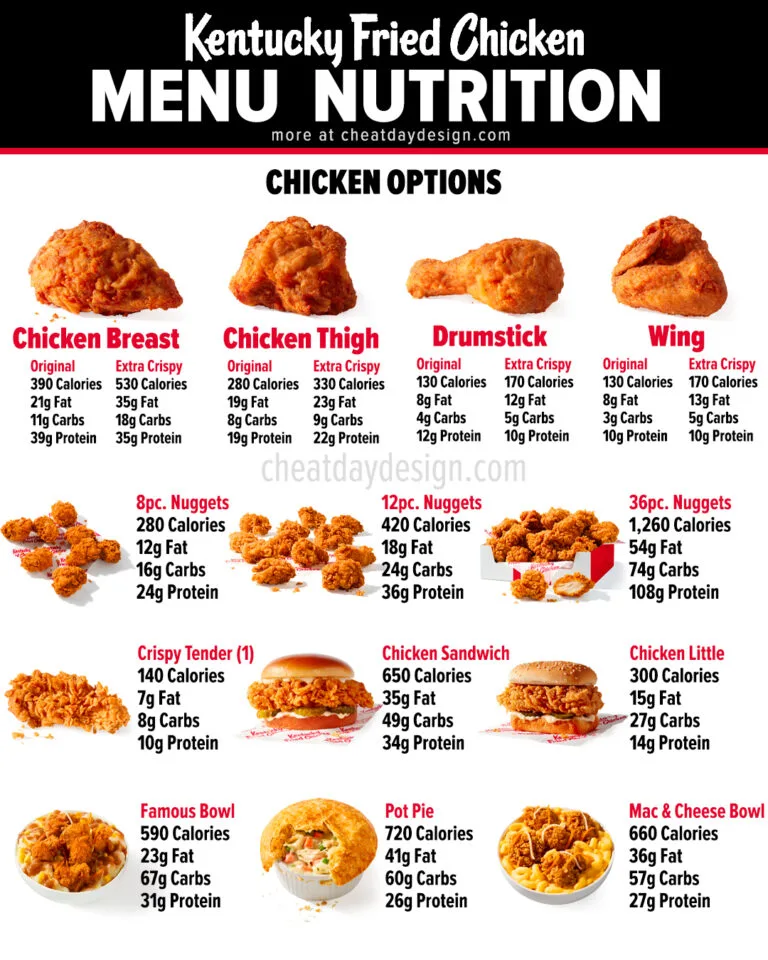 Kentucky Fried Chicken
MENU NUTRITION
more at cheatdaydesign.com
CHICKEN OPTIONS
Chicken Breast
Original
390 Calories
21g Fat
11g Carbs
39g Protein
Extra Crispy
530 Calories
35g Fat
18g Carbs
35g Protein
Chicken Thigh
Original
280 Calories
19g Fat
8g Carbs
19g Protein
Extra Crispy
330 Calories
23g Fat
9g Carbs
22g Protein
Drumstick
Original
130 Calories
8g Fat
4g Carbs
12g Protein
Extra Crispy
170 Calories
12g Fat
5g Carbs
10g Protein
Wing
Original
130 Calories
8g Fat
3g Carbs
10g Protein
Extra Crispy
170 Calories
13g Fat
5g Carbs
10g Protein
cheatdaydesign.com
8pc. Nuggets
280 Calories
12g Fat
16g Carbs
24g Protein
12pc. Nuggets
420 Calories
18g Fat
24g Carbs
36g Protein
36pc. Nuggets
1,260 Calories
54g Fat
74g Carbs
108g Protein
Crispy Tender (1)
140 Calories
7g Fat
8g Carbs
10g Protein
Chicken Sandwich
650 Calories
35g Fat
49g Carbs
34g Protein
Chicken Little
300 Calories
15g Fat
27g Carbs
14g Protein
Famous Bowl
590 Calories
23g Fat
67g Carbs
31g Protein
Pot Pie
720 Calories
41g Fat
60g Carbs
26g Protein
Mac & Cheese Bowl
660 Calories
36g Fat
57g Carbs
27g Protein